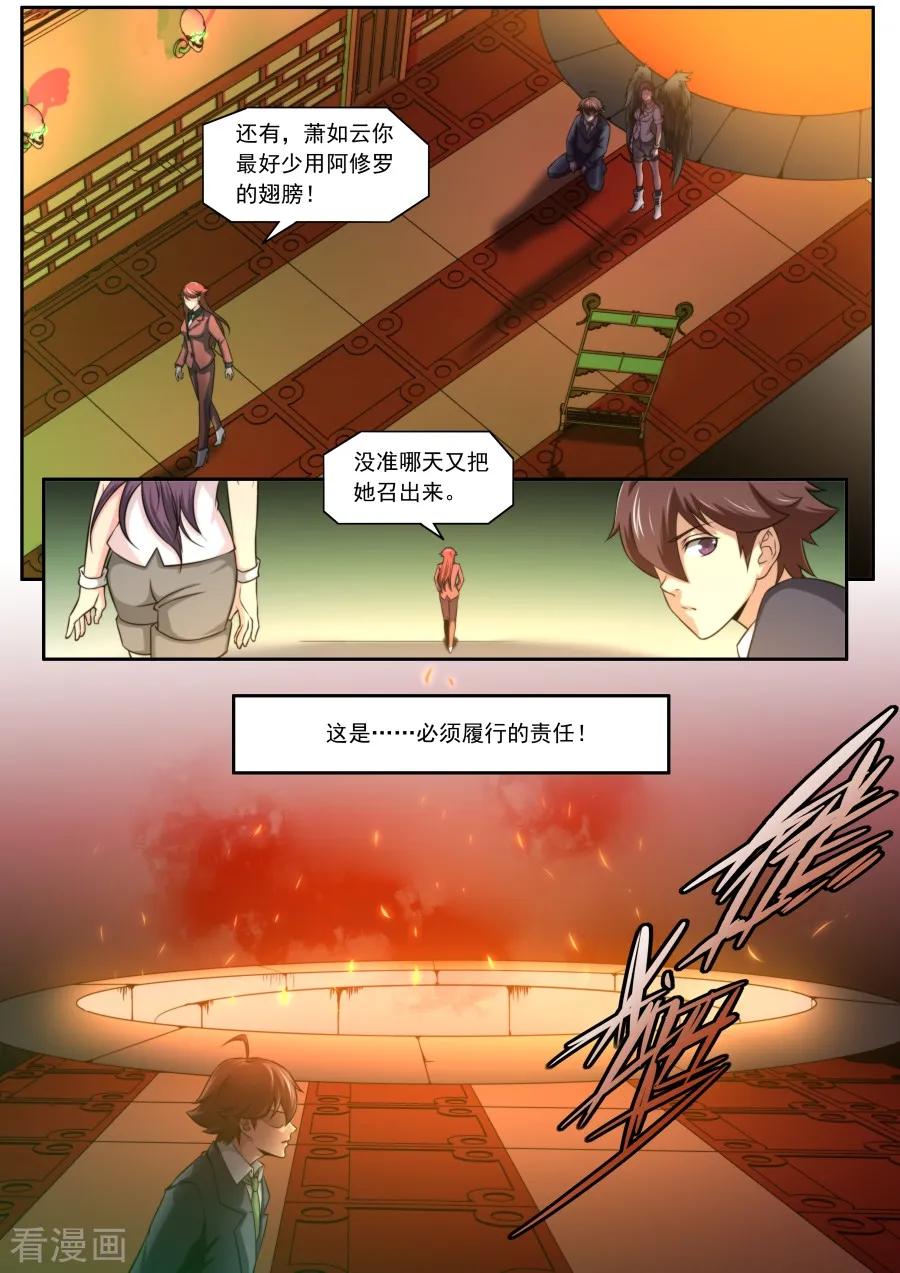 还有，萧如云你
最好少用阿修罗
的翅膀！
没准哪天又把
她召出来。
这是……必须履行的责任！
看漫画